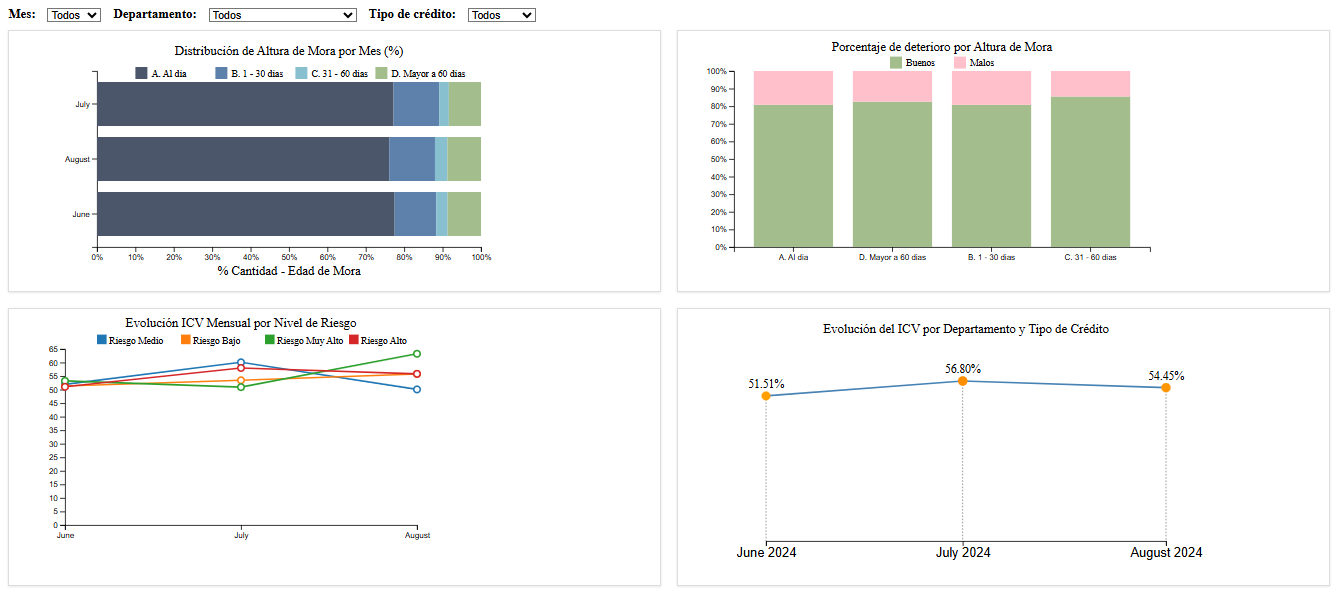 Mes: Todos Departamento: Todos Tipo de crédito: Todos
Distribución de Altura de Mora por Mes (%)
A. Al dia B. 1 - 30 dias C. 31 - 60 dias D. Mayor a 60 dias
July
August
June
0% 10% 20% 30% 40% 50% 60% 70% 80% 90% 100%
% Cantidad - Edad de Mora
Porcentaje de deterioro por Altura de Mora
Buenos Malos
100%
90%
80%
70%
60%
50%
40%
30%
20%
10%
0%
A. Al dia D. Mayor a 60 dias B. 1 - 30 dias C. 31 - 60 dias
Evolución ICV Mensual por Nivel de Riesgo
Riesgo Medio Riesgo Bajo Riesgo Muy Alto Riesgo Alto
65
60
55
50
45
40
35
30
25
20
15
10
5
0
June July August
Evolución del ICV por Departamento y Tipo de Crédito
51.51% 56.80% 54.45%
June 2024 July 2024 August 2024